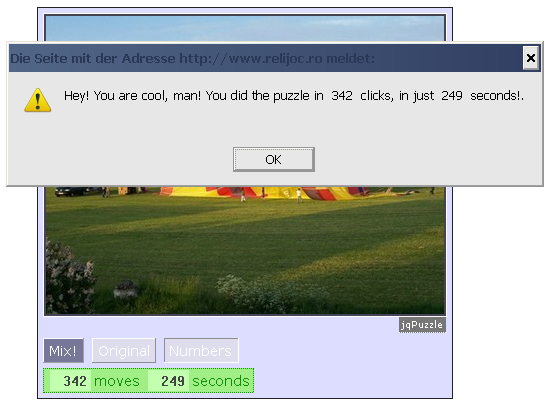 Die Seite mit der Adresse http://www.relijoc.ro meldet:
Hey! You are cool, man! You did the puzzle in 342 clicks, in just 249 seconds!.
OK
jqPuzzle
Mix! Original Numbers
342 moves 249 seconds